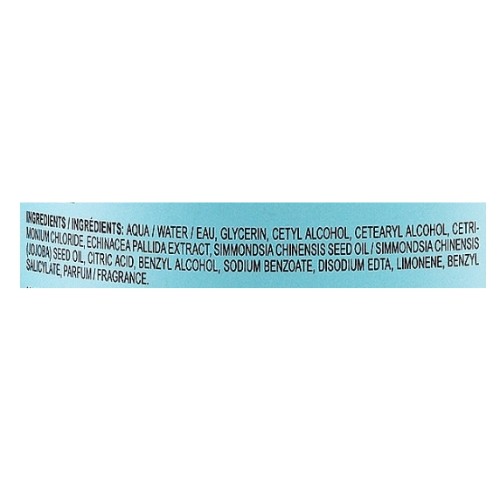 INGREDIENTS / INGRÉDIENTS: AQUA / WATER / EAU, GLYCERIN, CETYL ALCOHOL, CETEARYL ALCOHOL, CETRI-
MONIUM CHLORIDE, ECHINACEA PALLIDA EXTRACT, SIMMONDSIA CHINENSIS SEED OIL / SIMMONDSIA CHINENSIS
(JOJOBA) SEED OIL, CITRIC ACID, BENZYL ALCOHOL, SODIUM BENZOATE, DISODIUM EDTA, LIMONENE, BENZYL
SALICYLATE, PARFUM / FRAGRANCE.